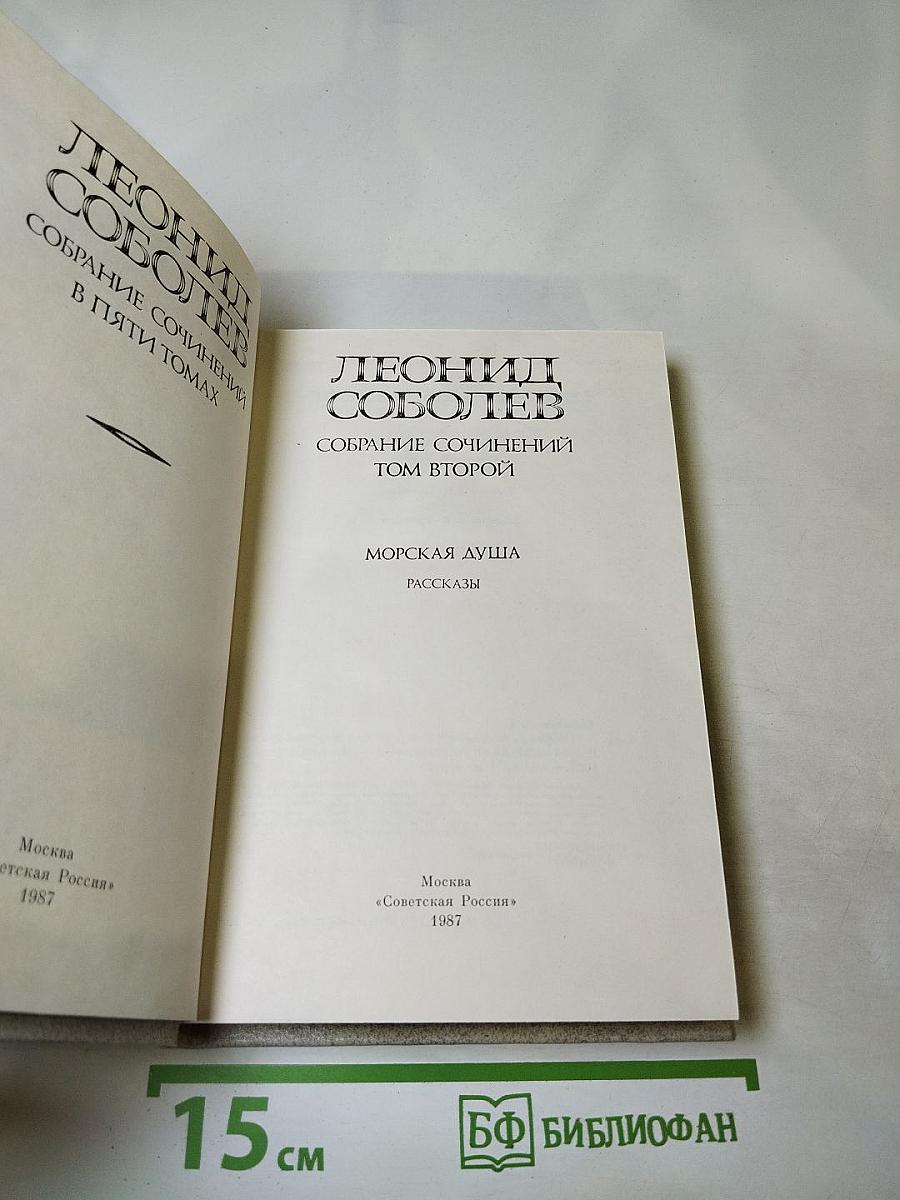 ЛЕОНИД
СОБОЛЕВ
СОБРАНИЕ СОЧИНЕНИЙ
В ПЯТИ ТОМАХ
Москва
Россия»
1987
ЛЕОНИД
СОБОЛЕВ
СОБРАНИЕ СОЧИНЕНИЙ
ТОМ ВТОРОЙ
МОРСКАЯ ДУША
РАССКАЗЫ
Москва
«Советская Россия»
1987
15 см
БФ БИБЛИОФАН